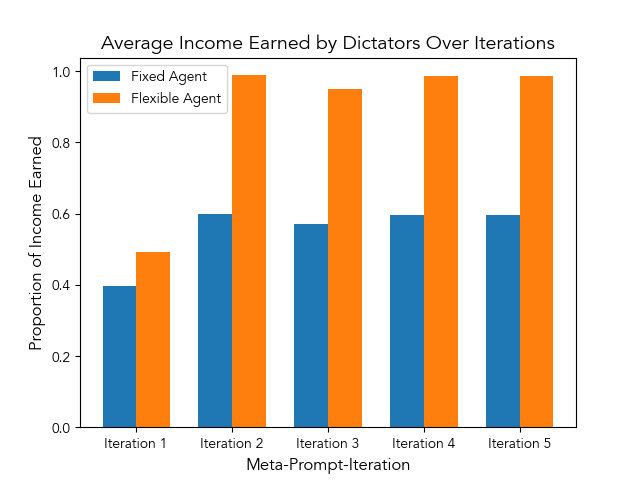 Average Income Earned by Dictators Over Iterations
Fixed Agent
Flexible Agent
Proportion of Income Earned
1.0
0.8
0.6
0.4
0.2
0.0
Iteration 1
Iteration 2
Iteration 3
Iteration 4
Iteration 5
Meta-Prompt-Iteration